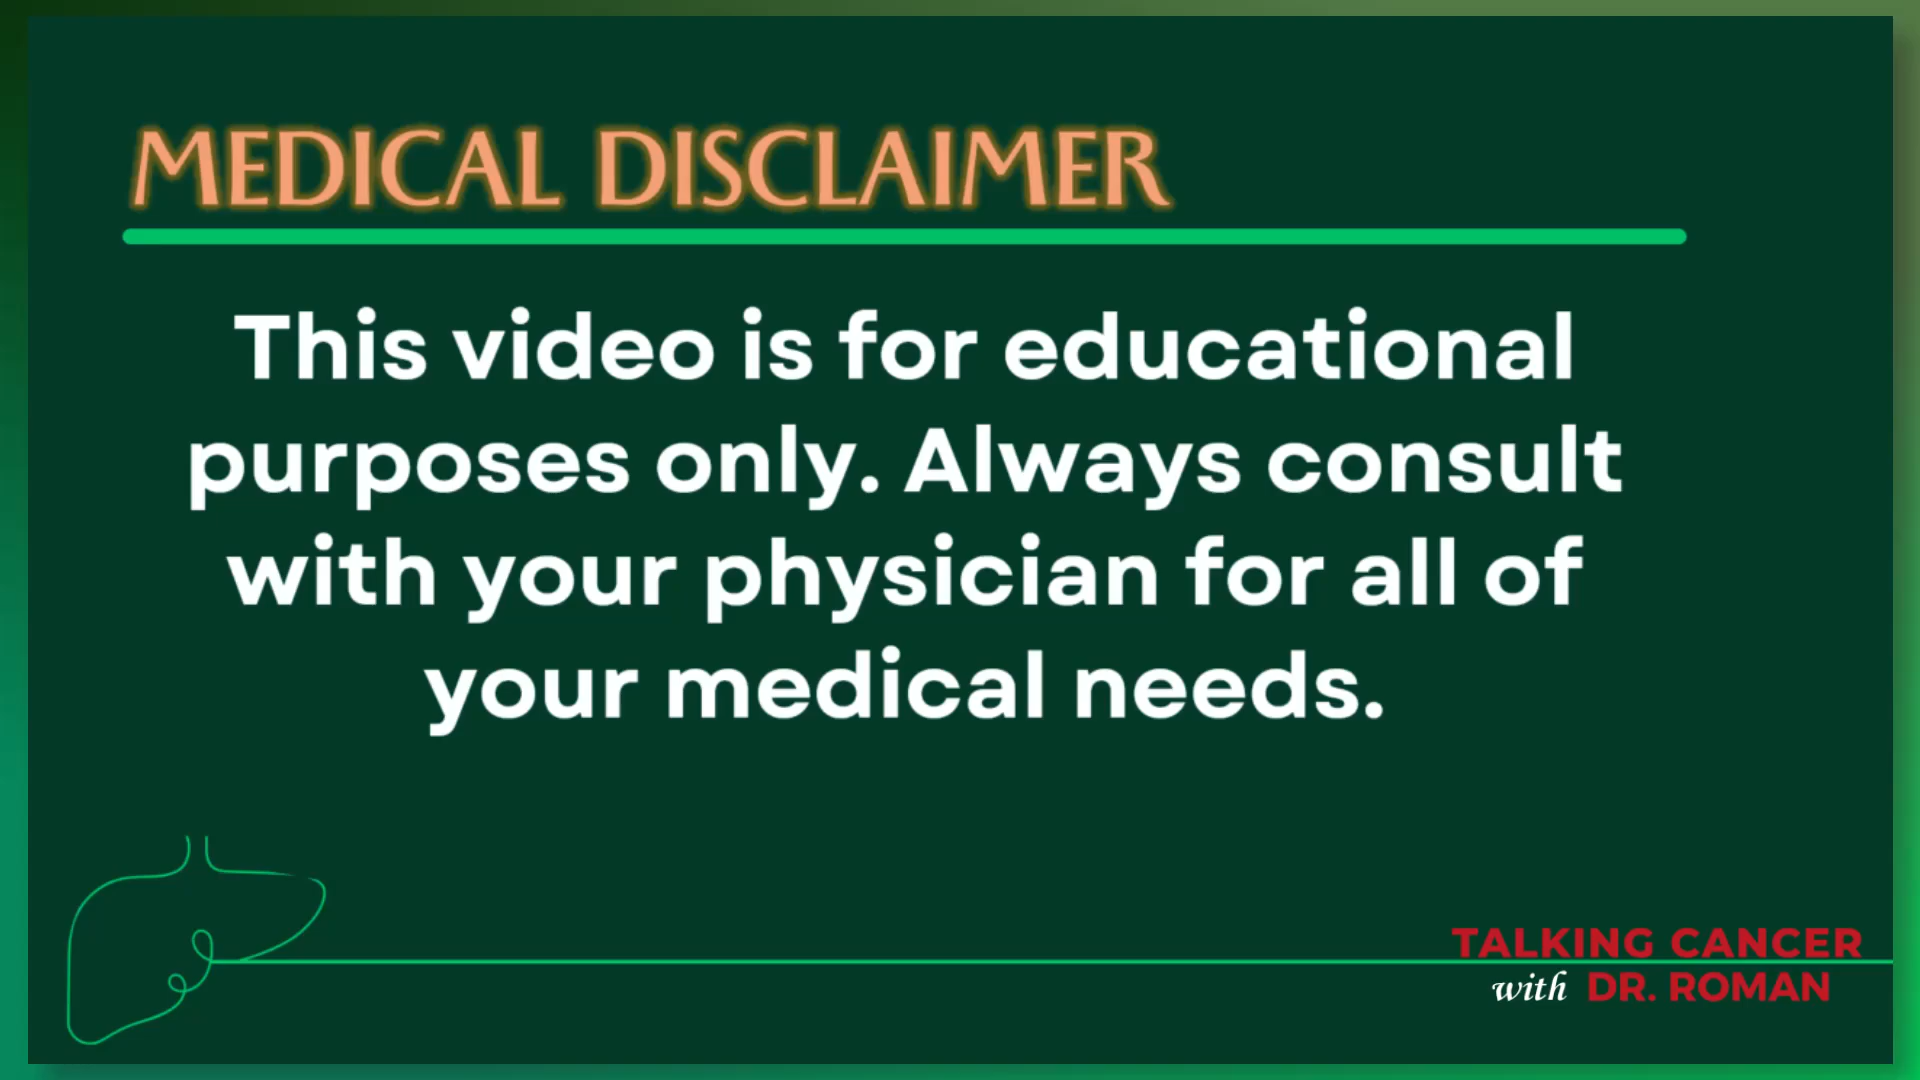 MEDICAL DISCLAIMER
This video is for educational
purposes only. Always consult
with your physician for all of
your medical needs.
TALKING CANCER
with DR. ROMAN